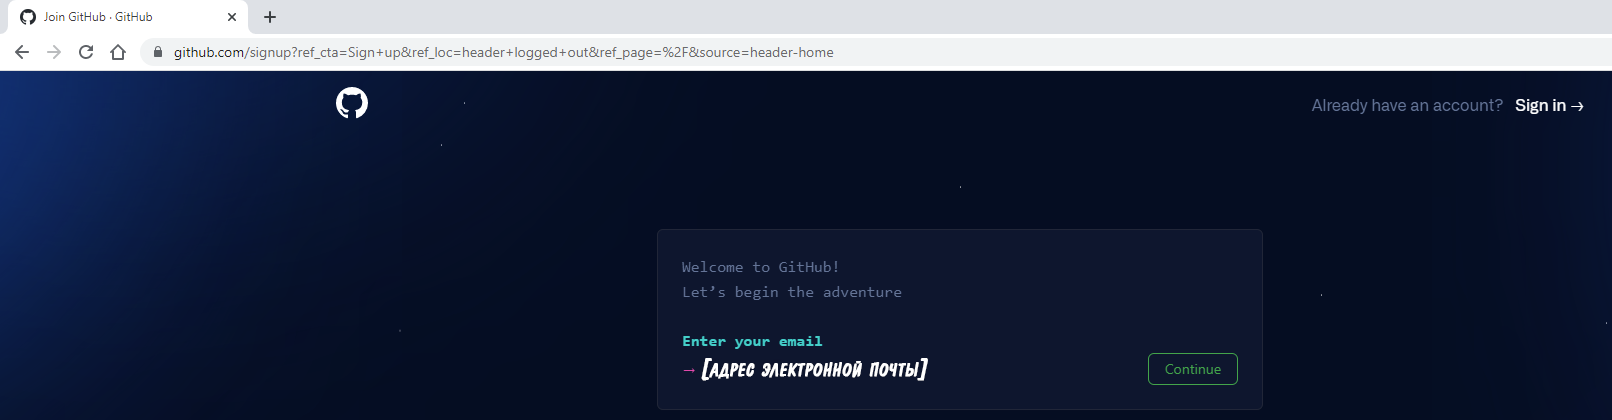 Join GitHub · GitHub
github.com/signup?ref_cta=Sign+up&ref_loc=header+logged+out&ref_page=%2F&source=header-home
Already have an account? Sign in →
Welcome to GitHub!
Let’s begin the adventure
Enter your email
→ [АДРЕС ЭЛЕКТРОННОЙ ПОЧТЫ]
Continue